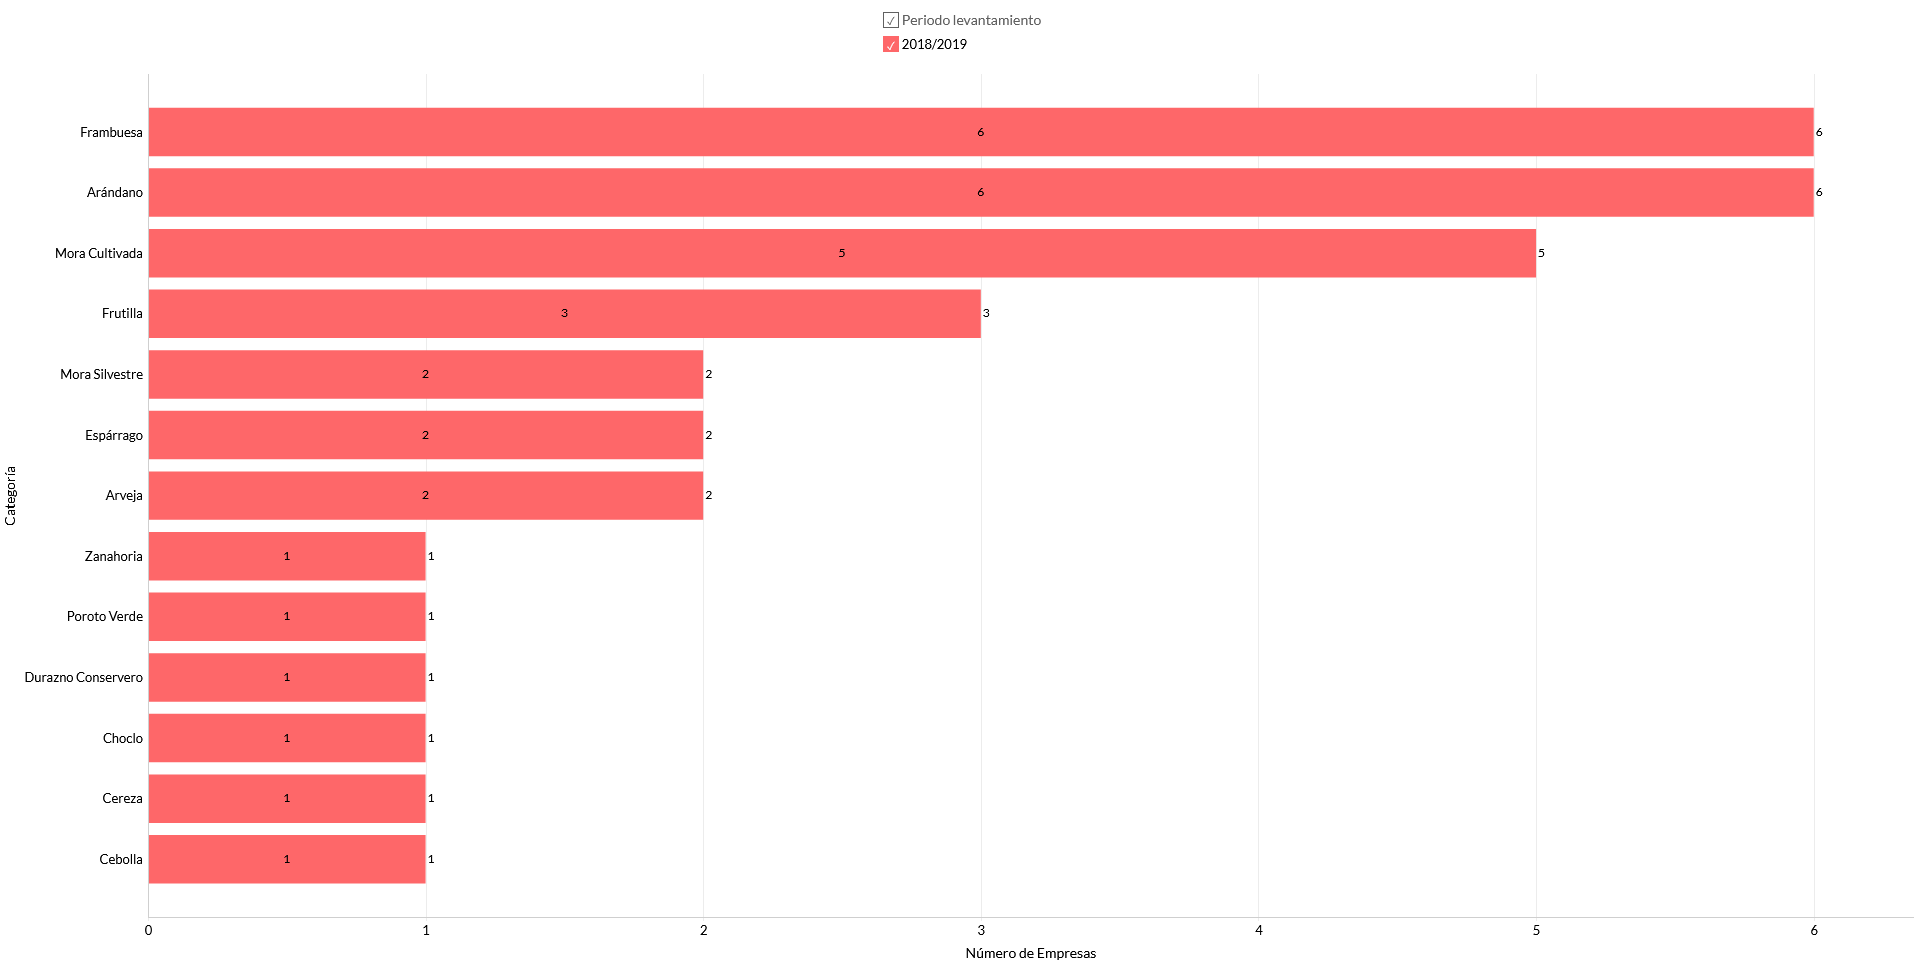 Periodo levantamiento
2018/2019
Frambuesa 6 6
Arándano 6 6
Mora Cultivada 5 5
Frutilla 3 3
Mora Silvestre 2 2
Espárrago 2 2
Arveja 2 2
Zanahoria 1 1
Poroto Verde 1 1
Durazno Conservero 1 1
Choclo 1 1
Cereza 1 1
Cebolla 1 1
Categoría
0 1 2 3 4 5 6
Número de Empresas